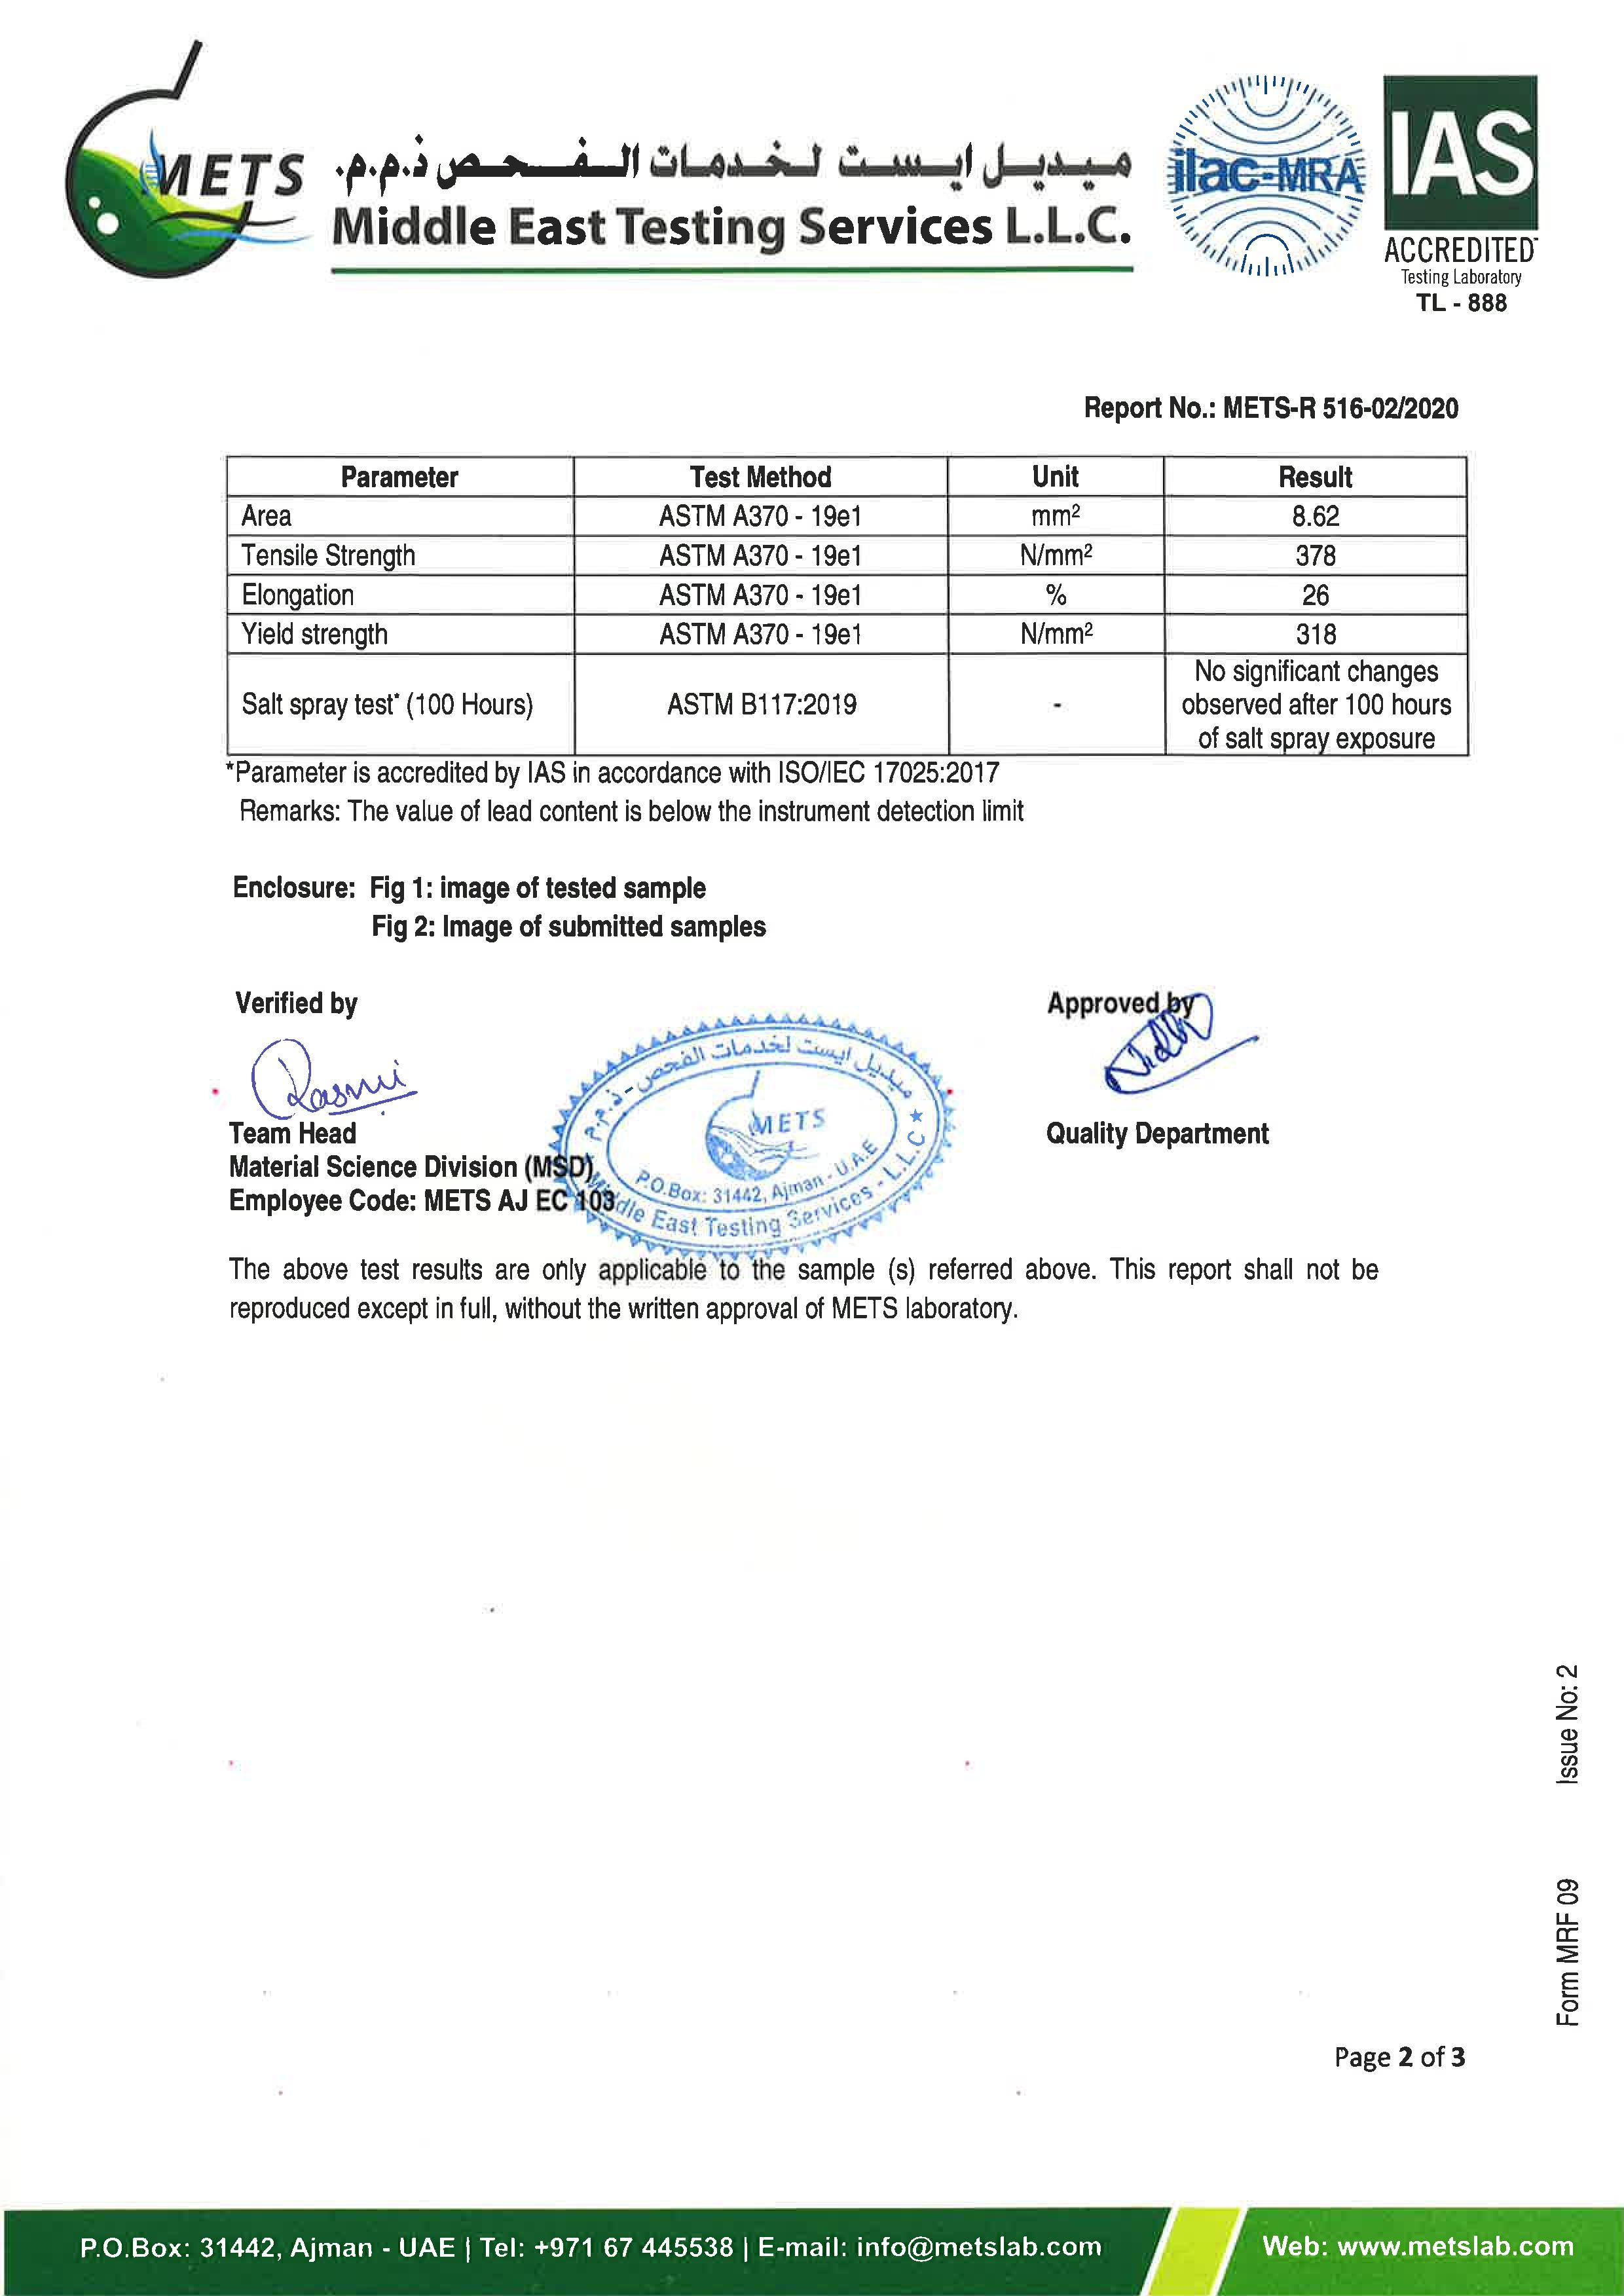 METS
ميديل ايست لخدمات الفحص ذ.م.م.
Middle East Testing Services L.L.C.
ilac-MRA
IAS
ACCREDITED
Testing Laboratory
TL - 888
Report No.: METS-R 516-02/2020
Parameter Test Method Unit Result
Area ASTM A370 - 19e1 mm² 8.62
Tensile Strength ASTM A370 - 19e1 N/mm² 378
Elongation ASTM A370 - 19e1 % 26
Yield strength ASTM A370 - 19e1 N/mm² 318
Salt spray test* (100 Hours) ASTM B117:2019 - No significant changes
observed after 100 hours
of salt spray exposure
*Parameter is accredited by IAS in accordance with ISO/IEC 17025:2017
Remarks: The value of lead content is below the instrument detection limit
Enclosure: Fig 1: image of tested sample
Fig 2: Image of submitted samples
Verified by Approved by
Rasmi
Team Head Quality Department
Material Science Division (MSD)
Employee Code: METS AJ EC 103
ميديل ايست لخدمات الفحص - ذ.م.م
METS
P.O.Box: 31442, Ajman - U.A.E
Middle East Testing Services - L.L.C
The above test results are only applicable to the sample (s) referred above. This report shall not be
reproduced except in full, without the written approval of METS laboratory.
Issue No: 2
Form MRF 09
Page 2 of 3
P.O.Box: 31442, Ajman - UAE | Tel: +971 67 445538 | E-mail: info@metslab.com
Web: www.metslab.com